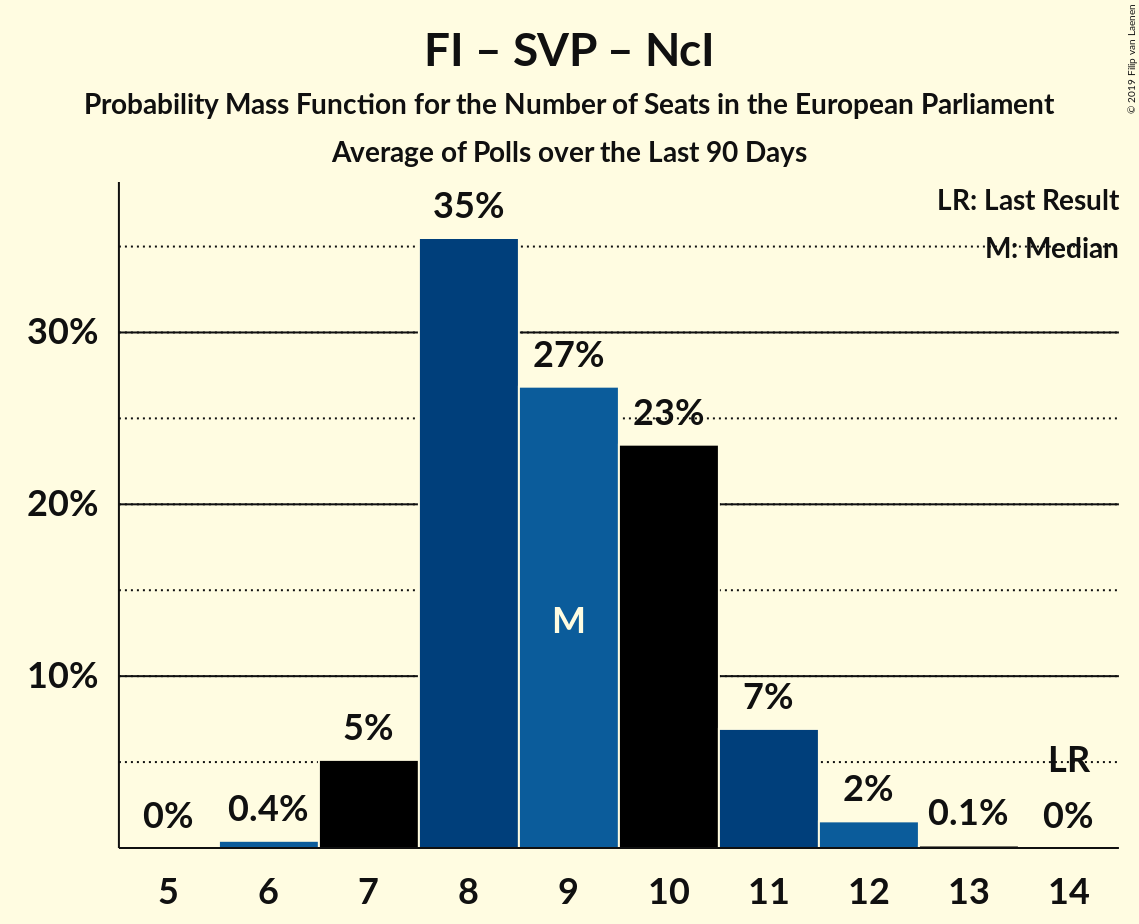 FI – SVP – NcI
Probability Mass Function for the Number of Seats in the European Parliament
Average of Polls over the Last 90 Days
© 2019 Filip van Laenen
LR: Last Result
M: Median
35%
30%
27%
23%
20%
M
10%
7%
5%
LR
2%
0%
0.4%
0.1%
0%
5 6 7 8 9 10 11 12 13 14